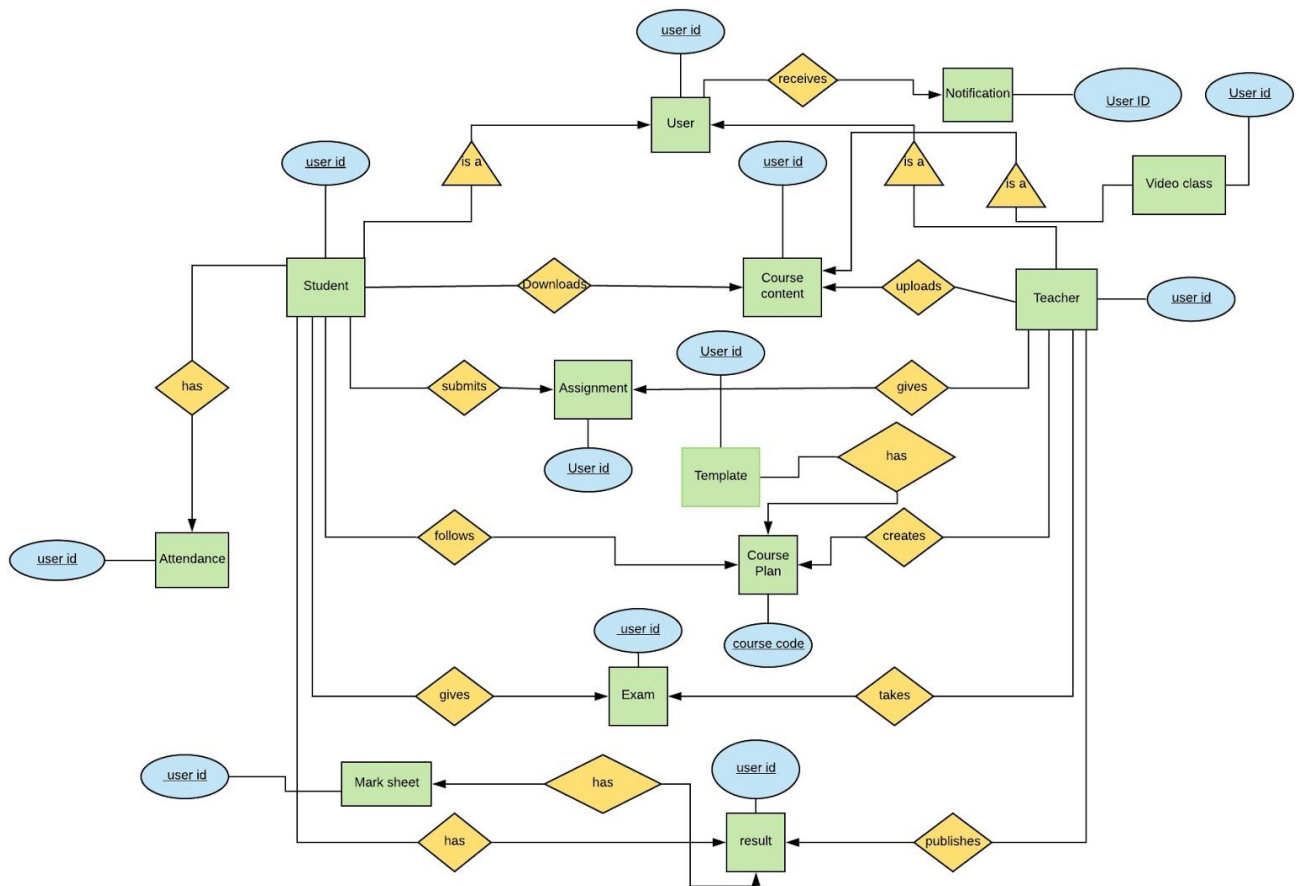 user id
receives
Notification
User ID
User id
User
is a
user id
user id
is a
is a
Video class
Student
Downloads
Course
content
uploads
Teacher
user id
User id
has
submits
Assignment
gives
User id
Template
has
user id
Attendance
follows
Course
Plan
creates
course code
user id
gives
Exam
takes
user id
Mark sheet
has
user id
has
result
publishes